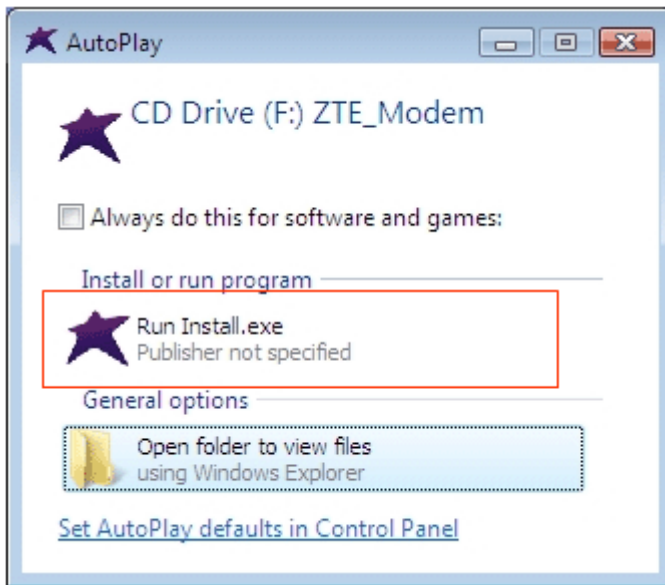 AutoPlay
CD Drive (F:) ZTE_Modem
Always do this for software and games:
Install or run program
Run Install.exe
Publisher not specified
General options
Open folder to view files
using Windows Explorer
Set AutoPlay defaults in Control Panel